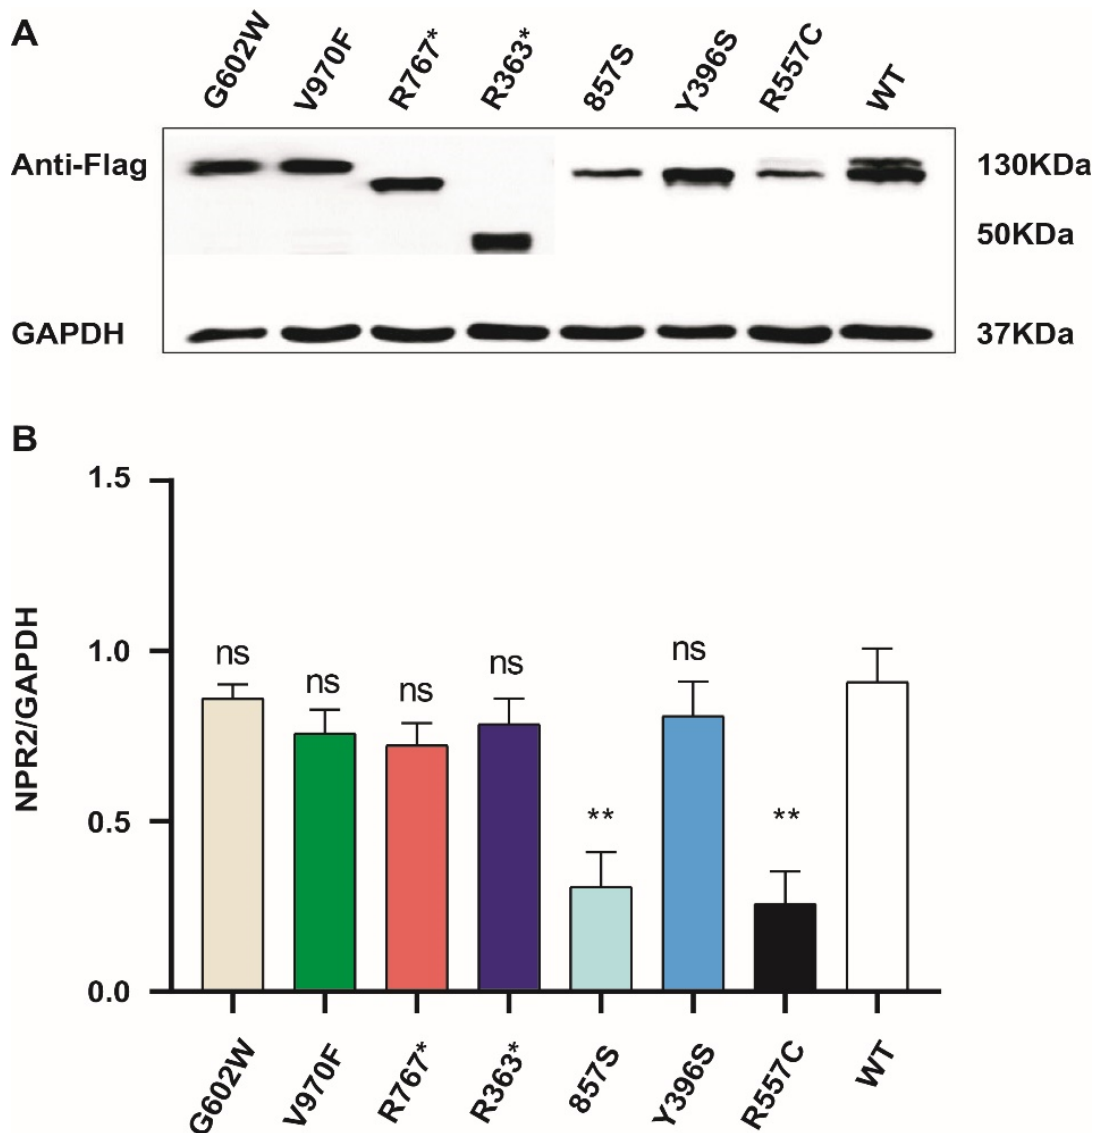 A
G602W V970F R767* R363* 857S Y396S R557C WT
Anti-Flag 130KDa
50KDa
GAPDH 37KDa
B
1.5
1.0
0.5
0.0
NPR2/GAPDH
ns ns ns ns ** ns **
G602W V970F R767* R363* 857S Y396S R557C WT